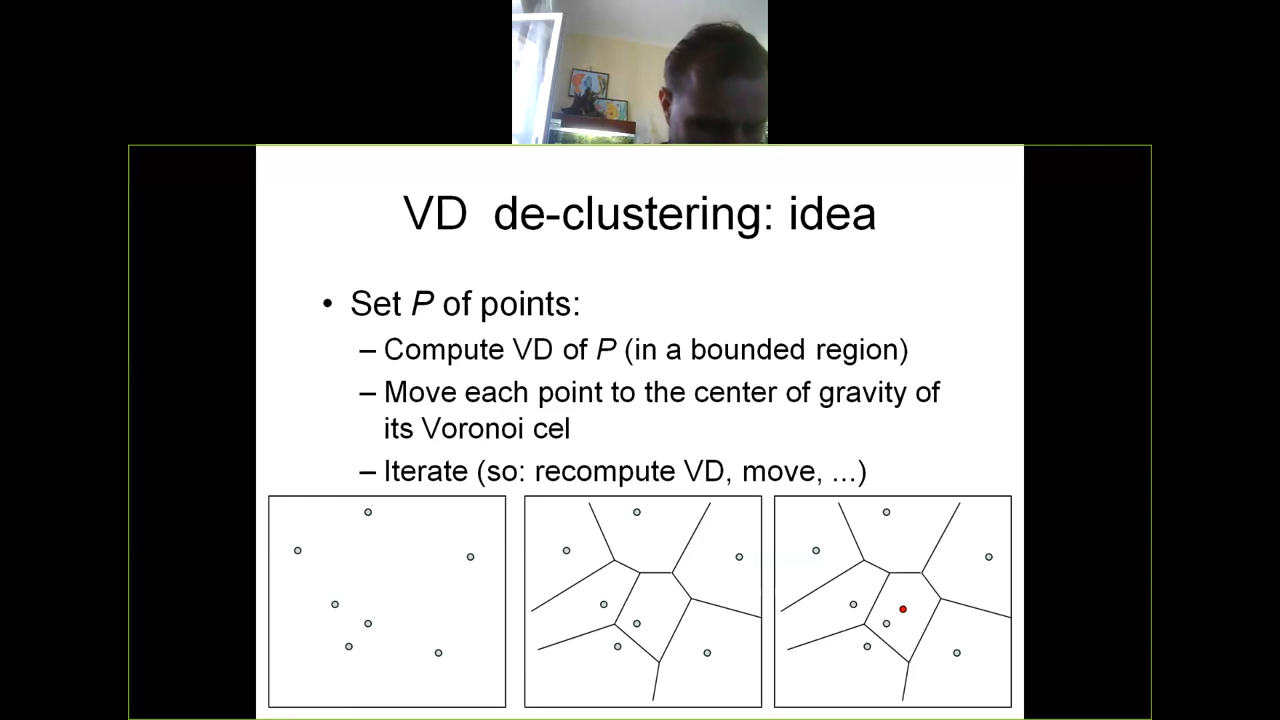 VD de-clustering: idea
• Set P of points:
– Compute VD of P (in a bounded region)
– Move each point to the center of gravity of
its Voronoi cel
– Iterate (so: recompute VD, move, ...)